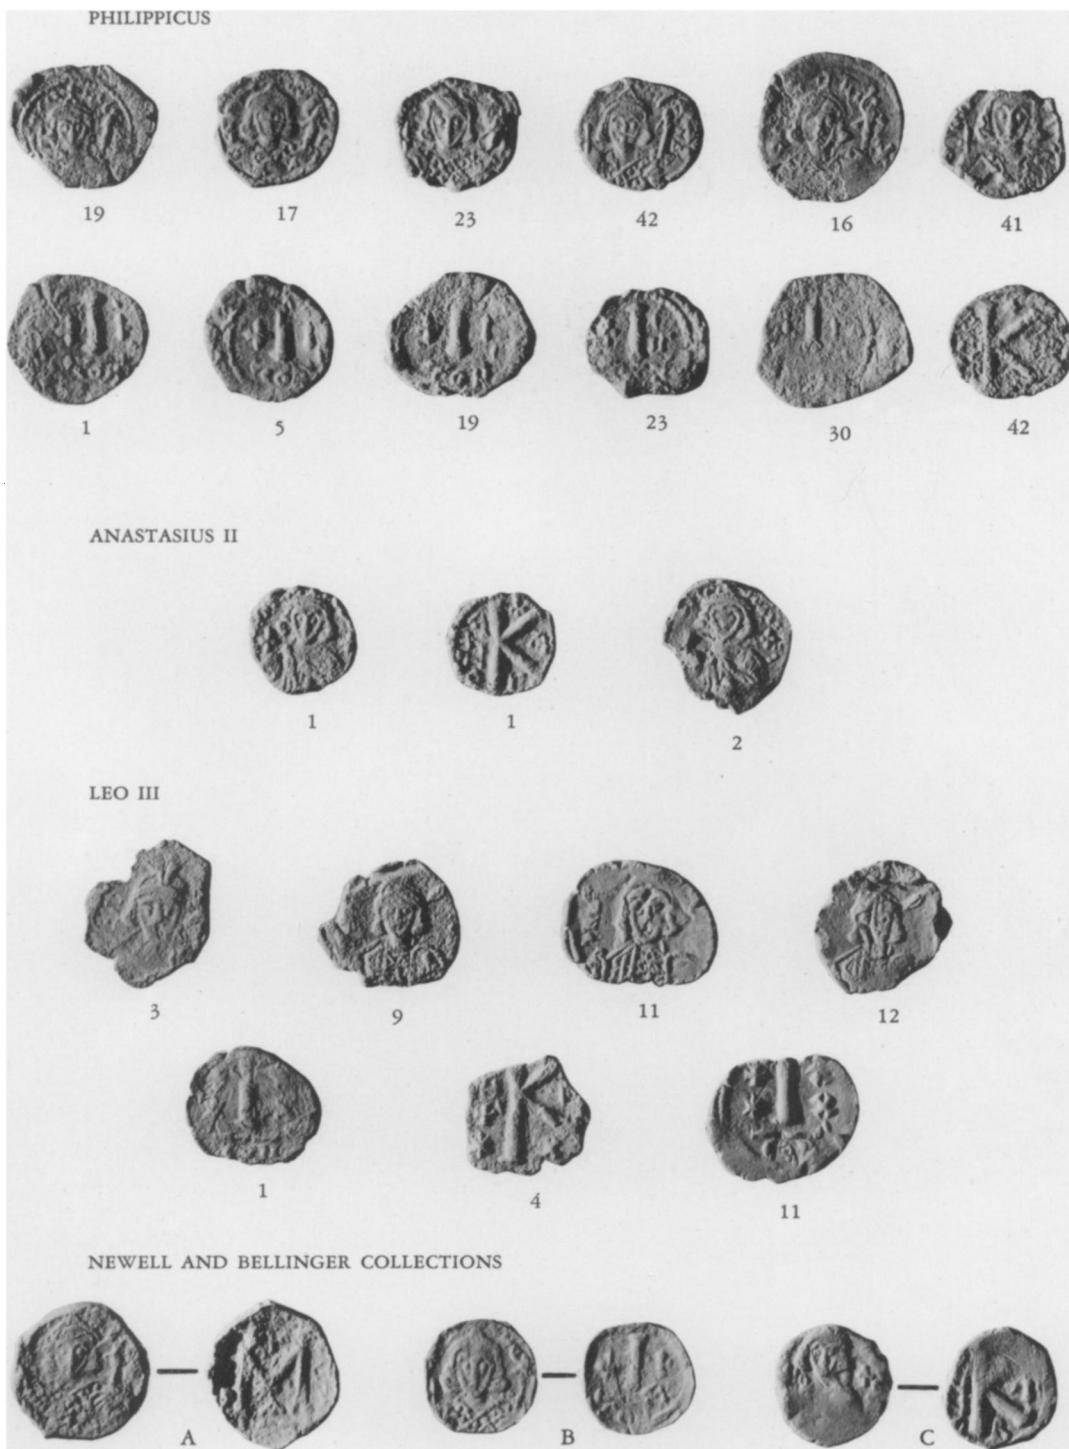 PHILIPPICUS
19 17 23 42 16 41
1 5 19 23 30 42
ANASTASIUS II
1 1 2
LEO III
3 9 11 12
1 4 11
NEWELL AND BELLINGER COLLECTIONS
A B C